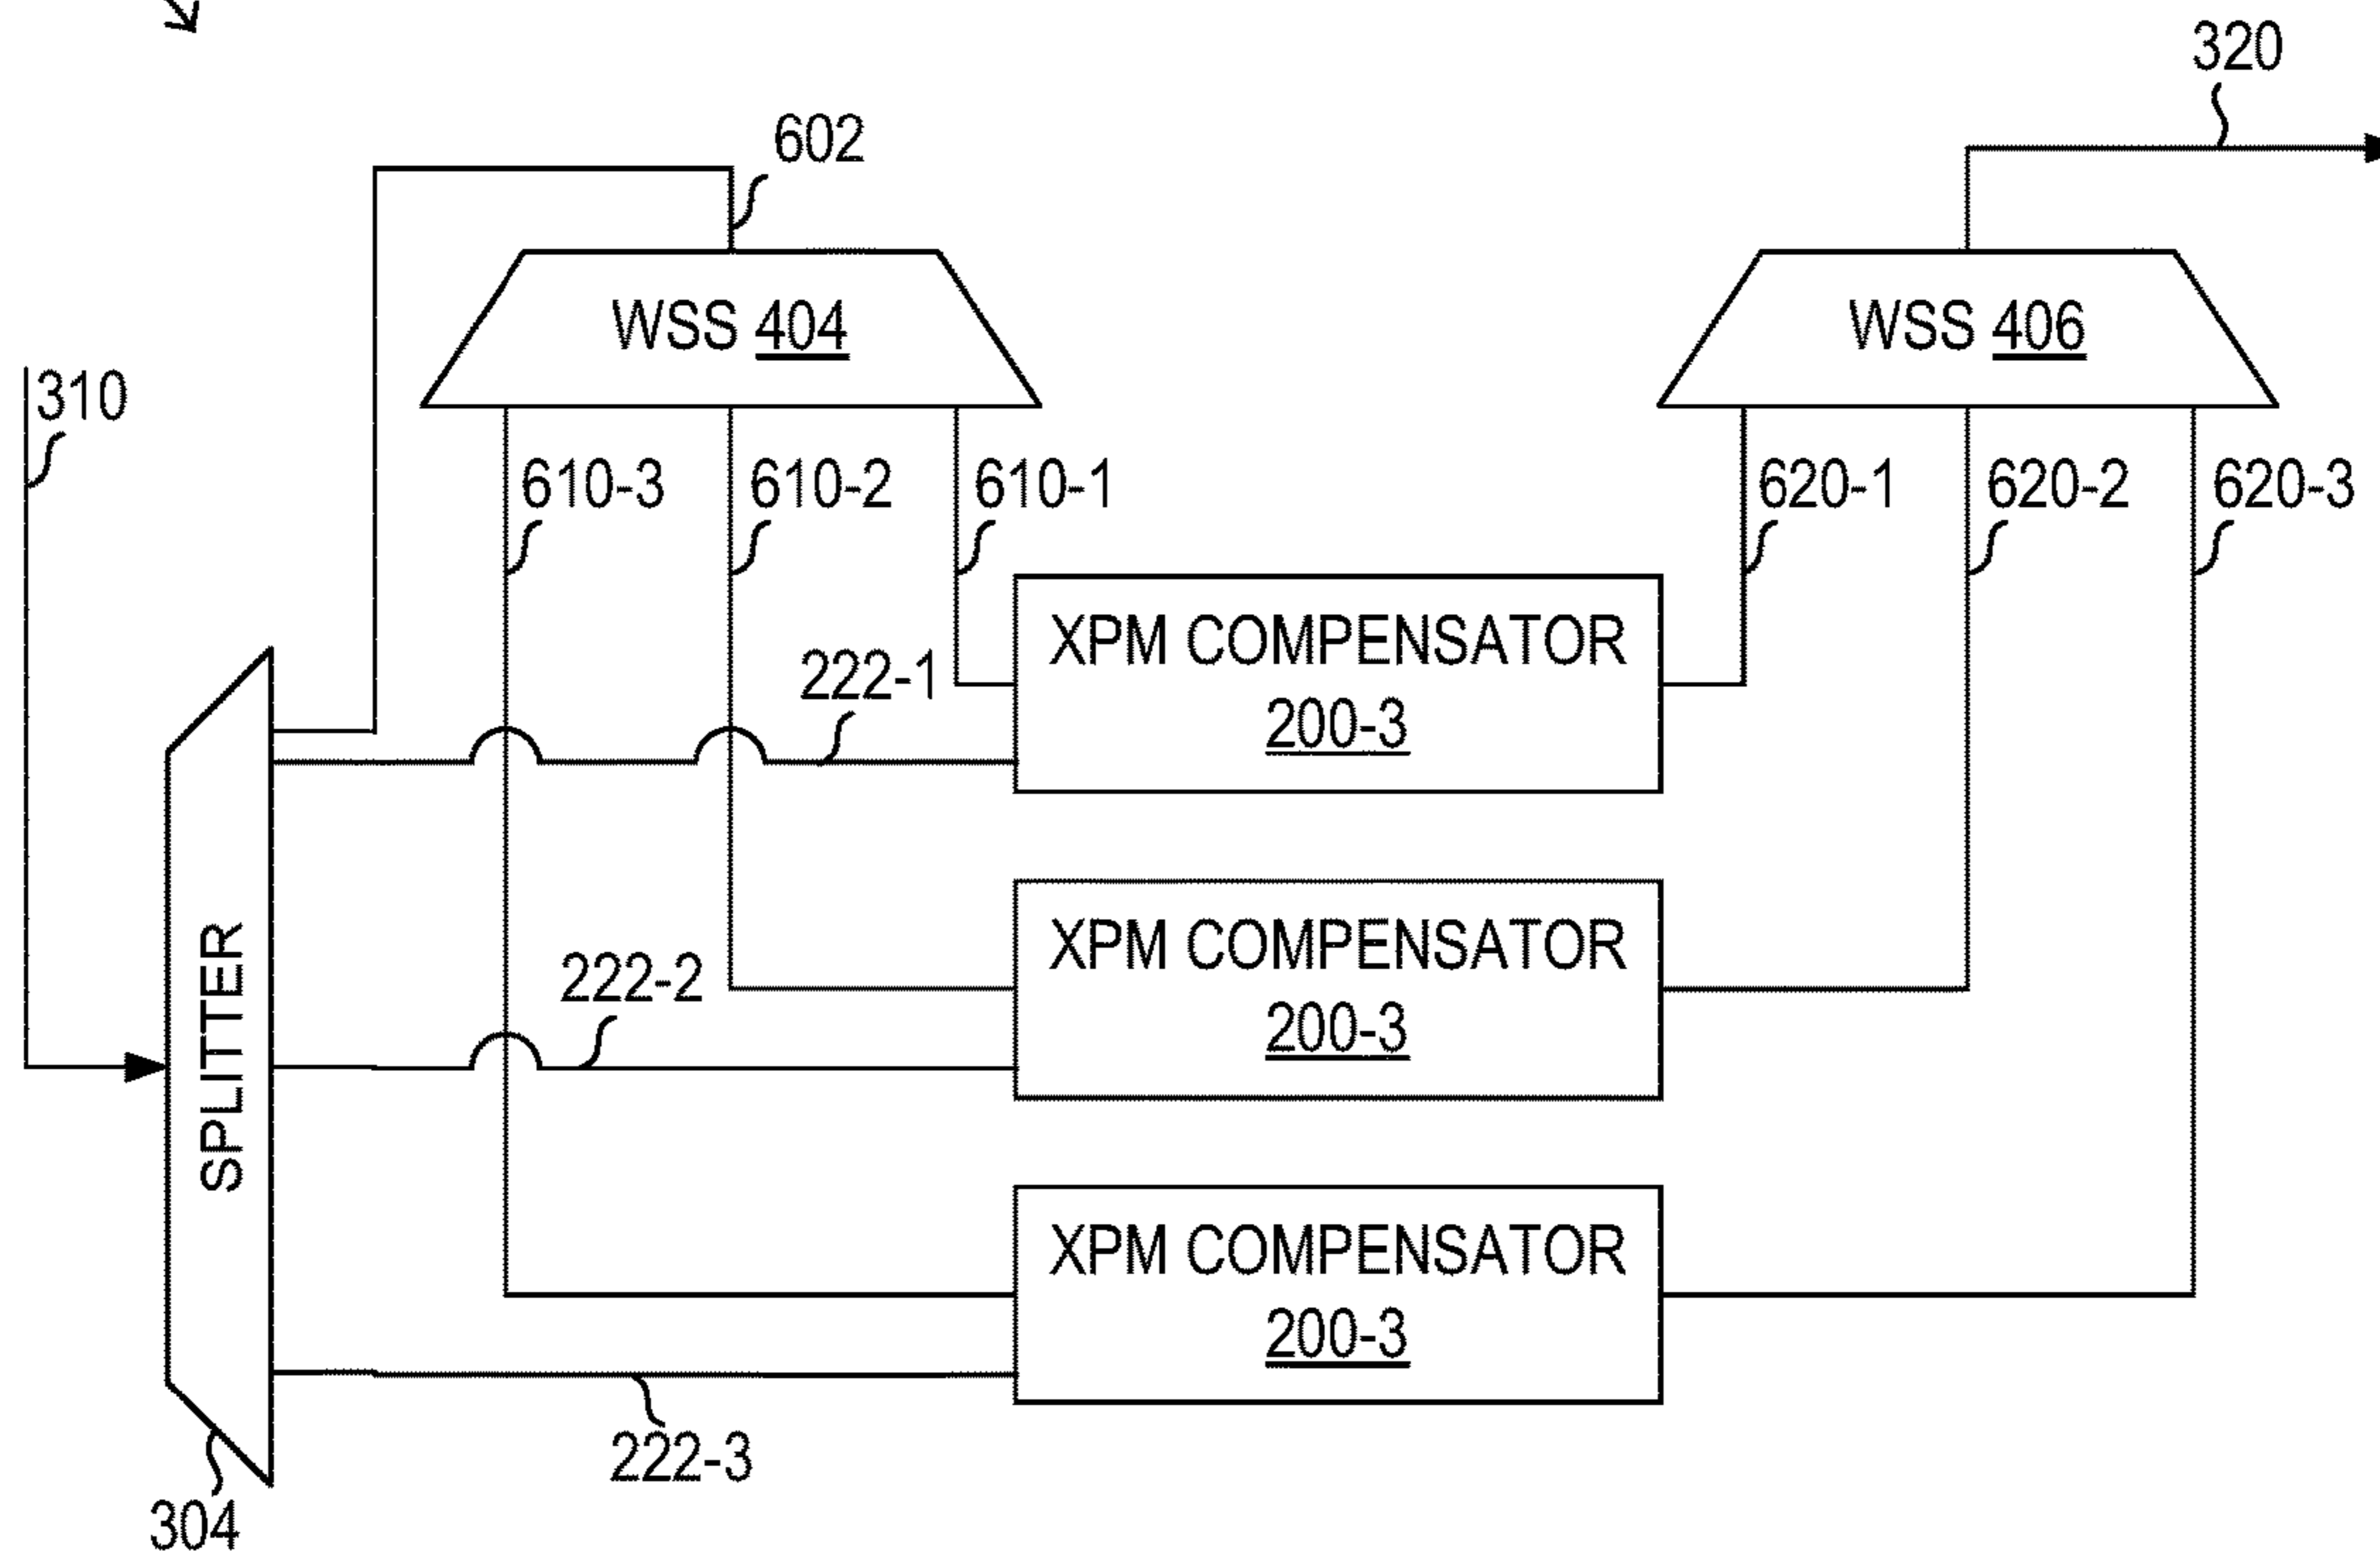 320
602
WSS 404
WSS 406
310
610-3
610-2
610-1
620-1
620-2
620-3
XPM COMPENSATOR
200-3
222-1
XPM COMPENSATOR
200-3
222-2
SPLITTER
XPM COMPENSATOR
200-3
222-3
304